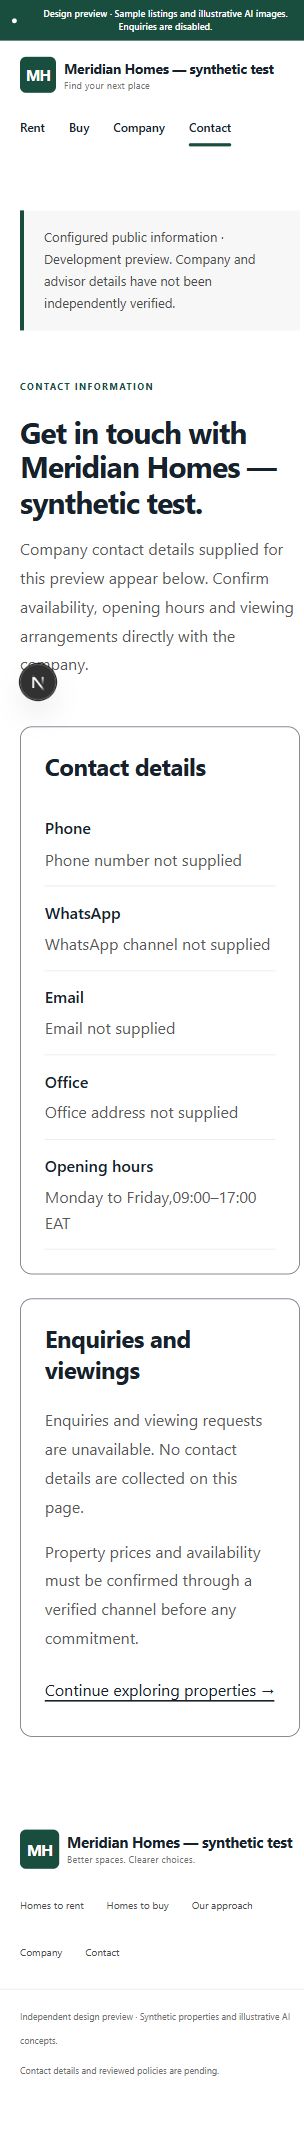 Design preview · Sample listings and illustrative AI images.
Enquiries are disabled.
MH
Meridian Homes — synthetic test
Find your next place
Rent Buy Company Contact
Configured public information ·
Development preview. Company and
advisor details have not been
independently verified.
CONTACT INFORMATION
Get in touch with
Meridian Homes —
synthetic test.
Company contact details supplied for
this preview appear below. Confirm
availability, opening hours and viewing
arrangements directly with the
company.
N
Contact details
Phone
Phone number not supplied
WhatsApp
WhatsApp channel not supplied
Email
Email not supplied
Office
Office address not supplied
Opening hours
Monday to Friday,09:00–17:00
EAT
Enquiries and
viewings
Enquiries and viewing requests
are unavailable. No contact
details are collected on this
page.
Property prices and availability
must be confirmed through a
verified channel before any
commitment.
Continue exploring properties →
MH
Meridian Homes — synthetic test
Better spaces. Clearer choices.
Homes to rent Homes to buy Our approach
Company Contact
Independent design preview · Synthetic properties and illustrative AI
concepts.
Contact details and reviewed policies are pending.